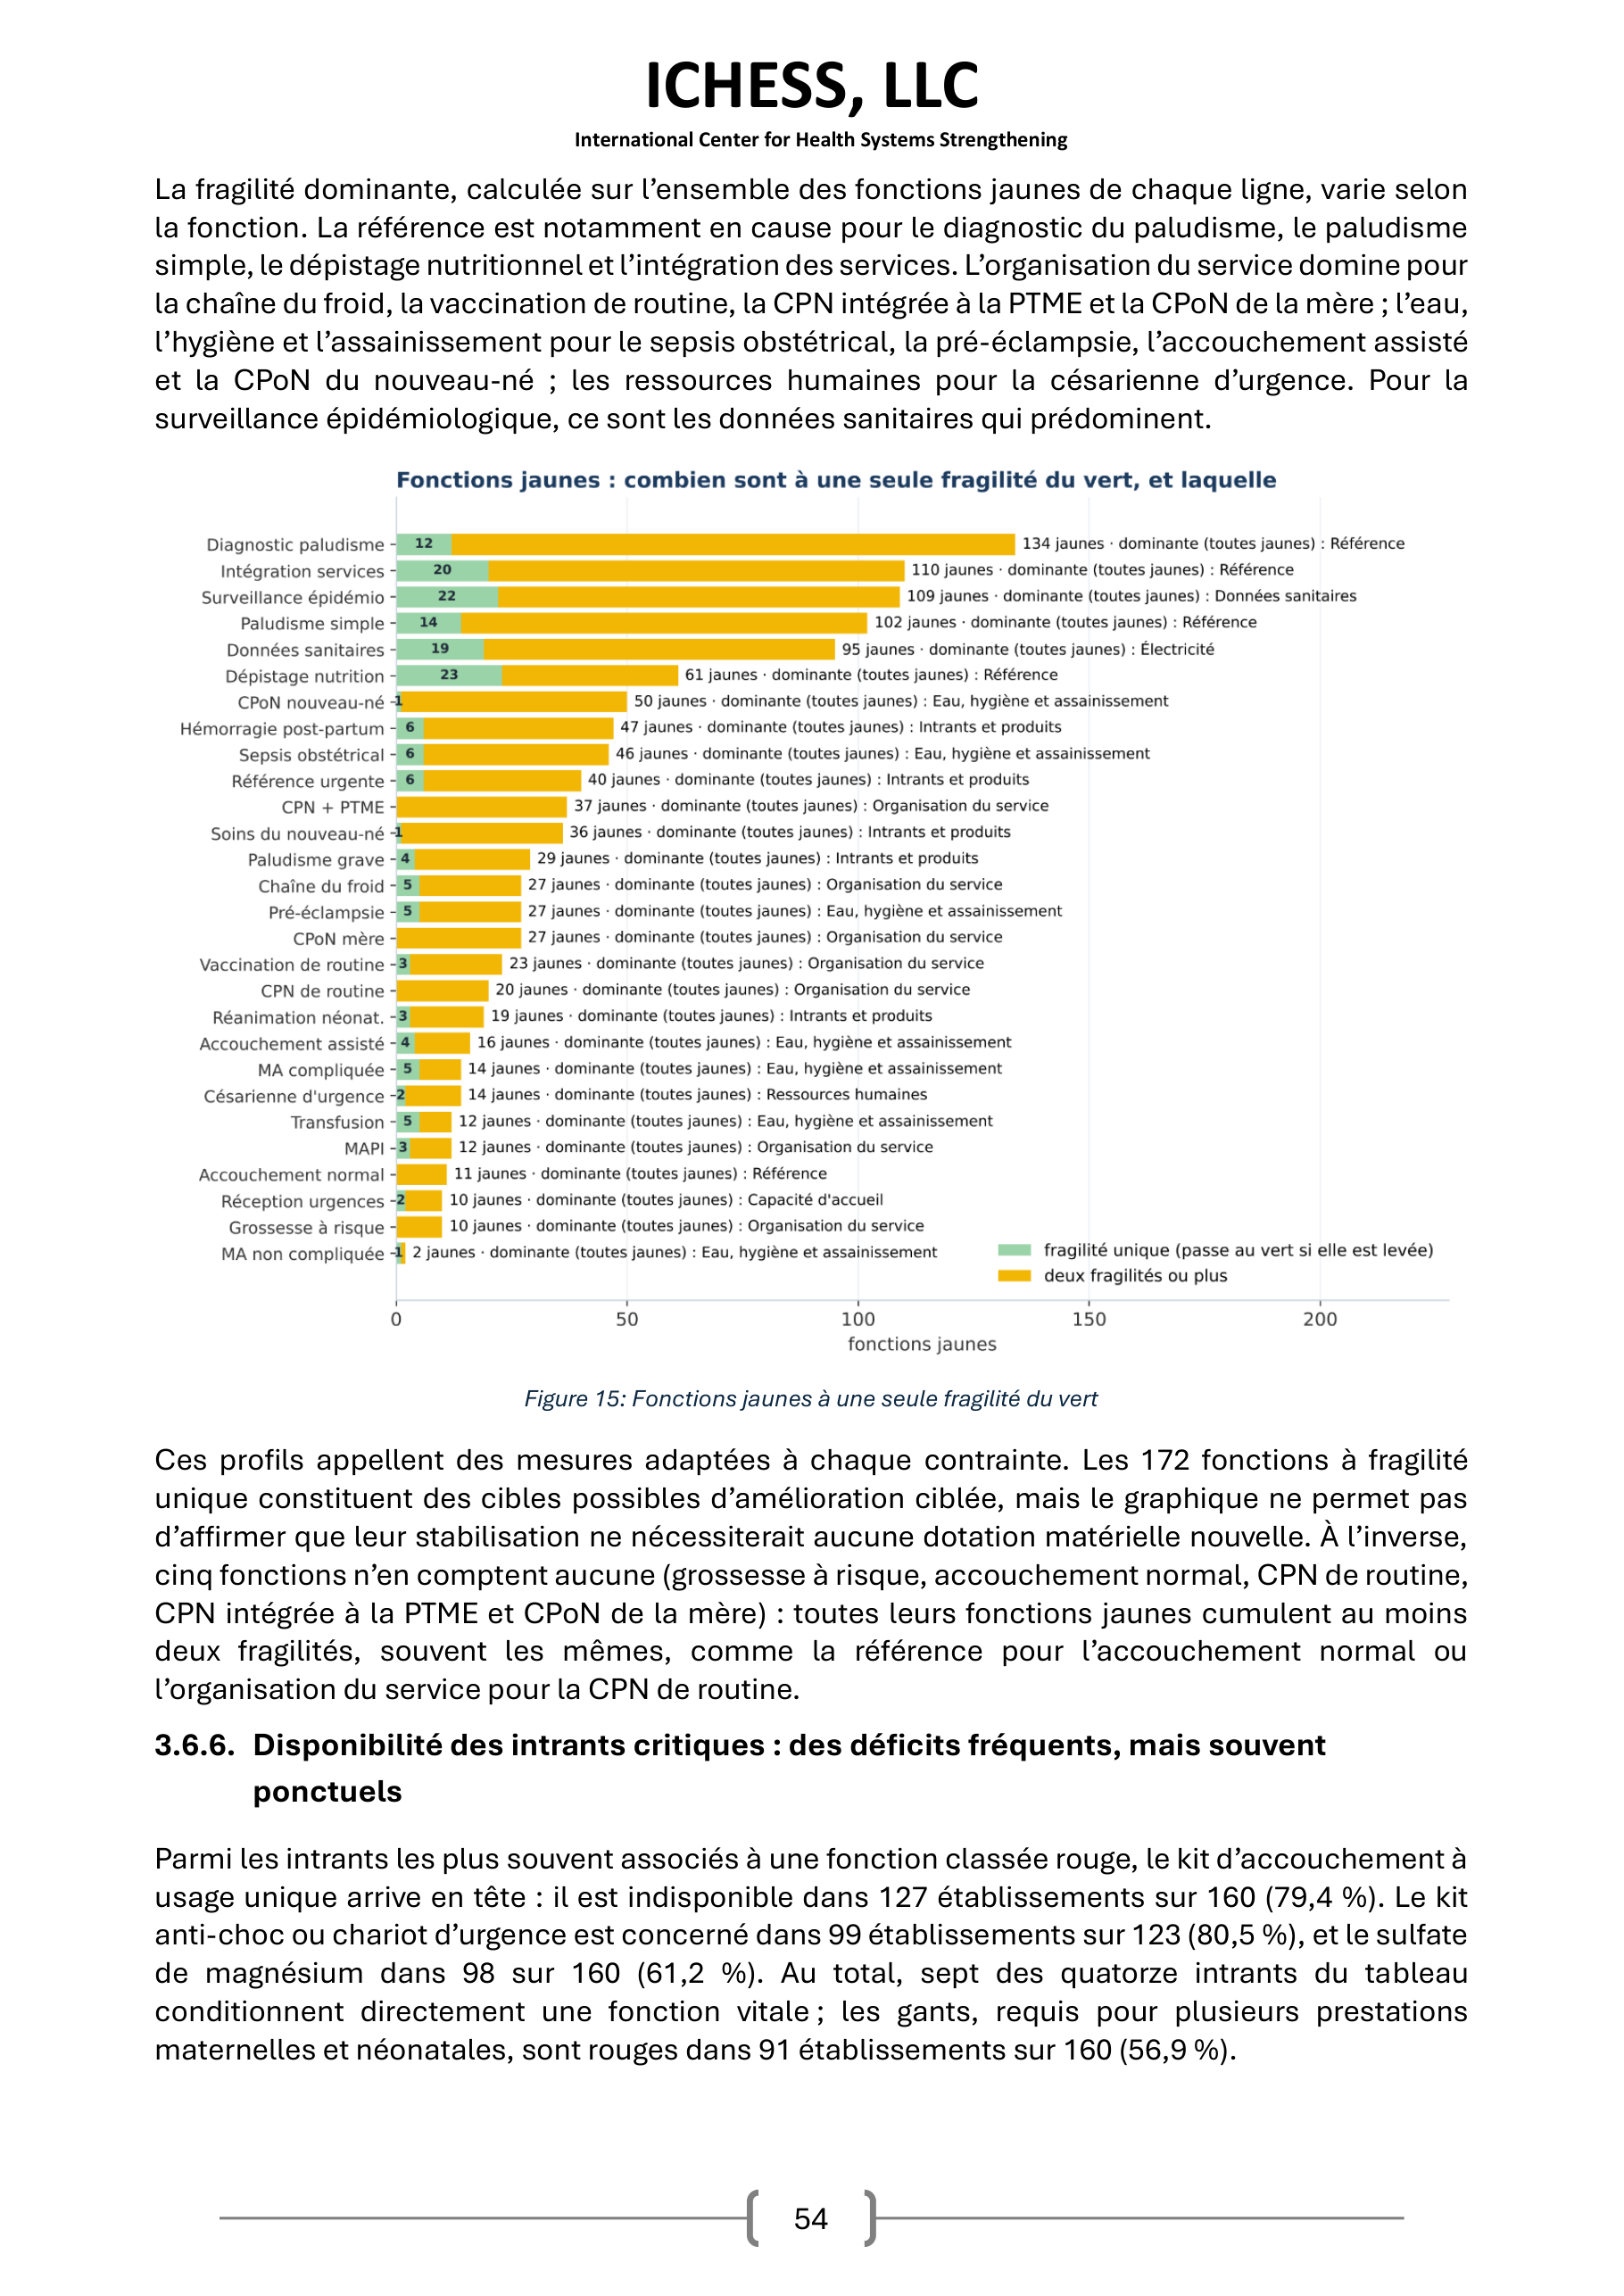 ICHESS, LLC
International Center for Health Systems Strengthening
La fragilité dominante, calculée sur l’ensemble des fonctions jaunes de chaque ligne, varie selon
la fonction. La référence est notamment en cause pour le diagnostic du paludisme, le paludisme
simple, le dépistage nutritionnel et l’intégration des services. L’organisation du service domine pour
la chaîne du froid, la vaccination de routine, la CPN intégrée à la PTME et la CPoN de la mère ; l’eau,
l’hygiène et l’assainissement pour le sepsis obstétrical, la pré-éclampsie, l’accouchement assisté
et la CPoN du nouveau-né ; les ressources humaines pour la césarienne d’urgence. Pour la
surveillance épidémiologique, ce sont les données sanitaires qui prédominent.
Fonctions jaunes : combien sont à une seule fragilité du vert, et laquelle
Diagnostic paludisme 12 134 jaunes · dominante (toutes jaunes) : Référence
Intégration services 20 110 jaunes · dominante (toutes jaunes) : Référence
Surveillance épidémio 22 109 jaunes · dominante (toutes jaunes) : Données sanitaires
Paludisme simple 14 102 jaunes · dominante (toutes jaunes) : Référence
Données sanitaires 19 95 jaunes · dominante (toutes jaunes) : Électricité
Dépistage nutrition 23 61 jaunes · dominante (toutes jaunes) : Référence
CPoN nouveau-né 1 50 jaunes · dominante (toutes jaunes) : Eau, hygiène et assainissement
Hémorragie post-partum 6 47 jaunes · dominante (toutes jaunes) : Intrants et produits
Sepsis obstétrical 6 46 jaunes · dominante (toutes jaunes) : Eau, hygiène et assainissement
Référence urgente 6 40 jaunes · dominante (toutes jaunes) : Intrants et produits
CPN + PTME 37 jaunes · dominante (toutes jaunes) : Organisation du service
Soins du nouveau-né 1 36 jaunes · dominante (toutes jaunes) : Intrants et produits
Paludisme grave 4 29 jaunes · dominante (toutes jaunes) : Intrants et produits
Chaîne du froid 5 27 jaunes · dominante (toutes jaunes) : Organisation du service
Pré-éclampsie 5 27 jaunes · dominante (toutes jaunes) : Eau, hygiène et assainissement
CPoN mère 27 jaunes · dominante (toutes jaunes) : Organisation du service
Vaccination de routine 3 23 jaunes · dominante (toutes jaunes) : Organisation du service
CPN de routine 20 jaunes · dominante (toutes jaunes) : Organisation du service
Réanimation néonat. 3 19 jaunes · dominante (toutes jaunes) : Intrants et produits
Accouchement assisté 4 16 jaunes · dominante (toutes jaunes) : Eau, hygiène et assainissement
MA compliquée 5 14 jaunes · dominante (toutes jaunes) : Eau, hygiène et assainissement
Césarienne d'urgence 2 14 jaunes · dominante (toutes jaunes) : Ressources humaines
Transfusion 5 12 jaunes · dominante (toutes jaunes) : Eau, hygiène et assainissement
MAPI 3 12 jaunes · dominante (toutes jaunes) : Organisation du service
Accouchement normal 11 jaunes · dominante (toutes jaunes) : Référence
Réception urgences 2 10 jaunes · dominante (toutes jaunes) : Capacité d'accueil
Grossesse à risque 10 jaunes · dominante (toutes jaunes) : Organisation du service
MA non compliquée 1 2 jaunes · dominante (toutes jaunes) : Eau, hygiène et assainissement
fragilité unique (passe au vert si elle est levée)
deux fragilités ou plus
0 50 100 150 200
fonctions jaunes
Figure 15: Fonctions jaunes à une seule fragilité du vert
Ces profils appellent des mesures adaptées à chaque contrainte. Les 172 fonctions à fragilité
unique constituent des cibles possibles d’amélioration ciblée, mais le graphique ne permet pas
d’affirmer que leur stabilisation ne nécessiterait aucune dotation matérielle nouvelle. À l’inverse,
cinq fonctions n’en comptent aucune (grossesse à risque, accouchement normal, CPN de routine,
CPN intégrée à la PTME et CPoN de la mère) : toutes leurs fonctions jaunes cumulent au moins
deux fragilités, souvent les mêmes, comme la référence pour l’accouchement normal ou
l’organisation du service pour la CPN de routine.
3.6.6. Disponibilité des intrants critiques : des déficits fréquents, mais souvent
ponctuels
Parmi les intrants les plus souvent associés à une fonction classée rouge, le kit d’accouchement à
usage unique arrive en tête : il est indisponible dans 127 établissements sur 160 (79,4 %). Le kit
anti-choc ou chariot d’urgence est concerné dans 99 établissements sur 123 (80,5 %), et le sulfate
de magnésium dans 98 sur 160 (61,2 %). Au total, sept des quatorze intrants du tableau
conditionnent directement une fonction vitale ; les gants, requis pour plusieurs prestations
maternelles et néonatales, sont rouges dans 91 établissements sur 160 (56,9 %).
54